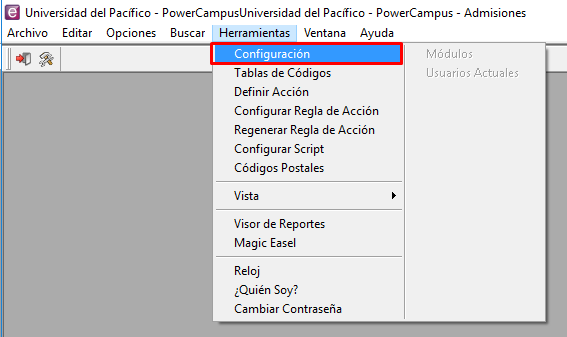 Universidad del Pacífico - PowerCampusUniversidad del Pacífico - PowerCampus - Admisiones
Archivo Editar Opciones Buscar Herramientas Ventana Ayuda
Configuración
Tablas de Códigos
Definir Acción
Configurar Regla de Acción
Regenerar Regla de Acción
Configurar Script
Códigos Postales
Vista
Visor de Reportes
Magic Easel
Reloj
¿Quién Soy?
Cambiar Contraseña
Módulos
Usuarios Actuales